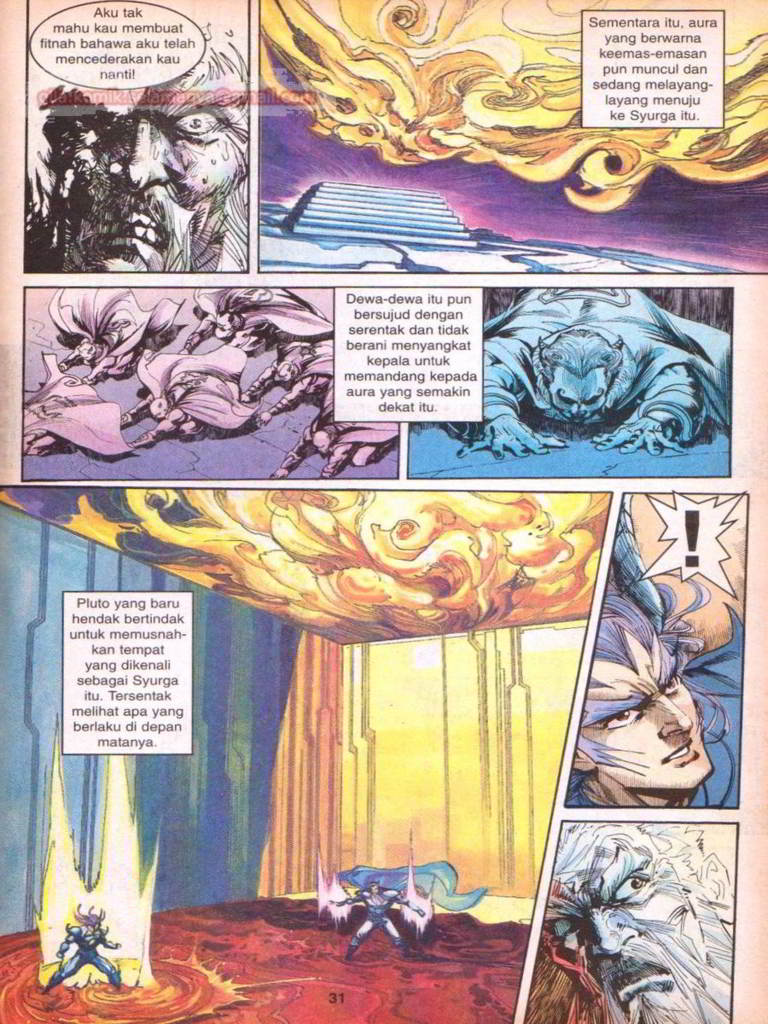 Aku tak
mahu kau membuat
fitnah bahawa aku telah
mencederakan kau
nanti!
Sementara itu, aura
yang berwarna
keemas-emasan
pun muncul dan
sedang melayang-
layang menuju
ke Syurga itu.
Dewa-dewa itu pun
bersujud dengan
serentak dan tidak
berani menyangkat
kepala untuk
memandang kepada
aura yang semakin
dekat itu.
Pluto yang baru
hendak bertindak
untuk memusnah-
kan tempat
yang dikenali
sebagai Syurga
itu. Tersentak
melihat apa yang
berlaku di depan
matanya.
!
31